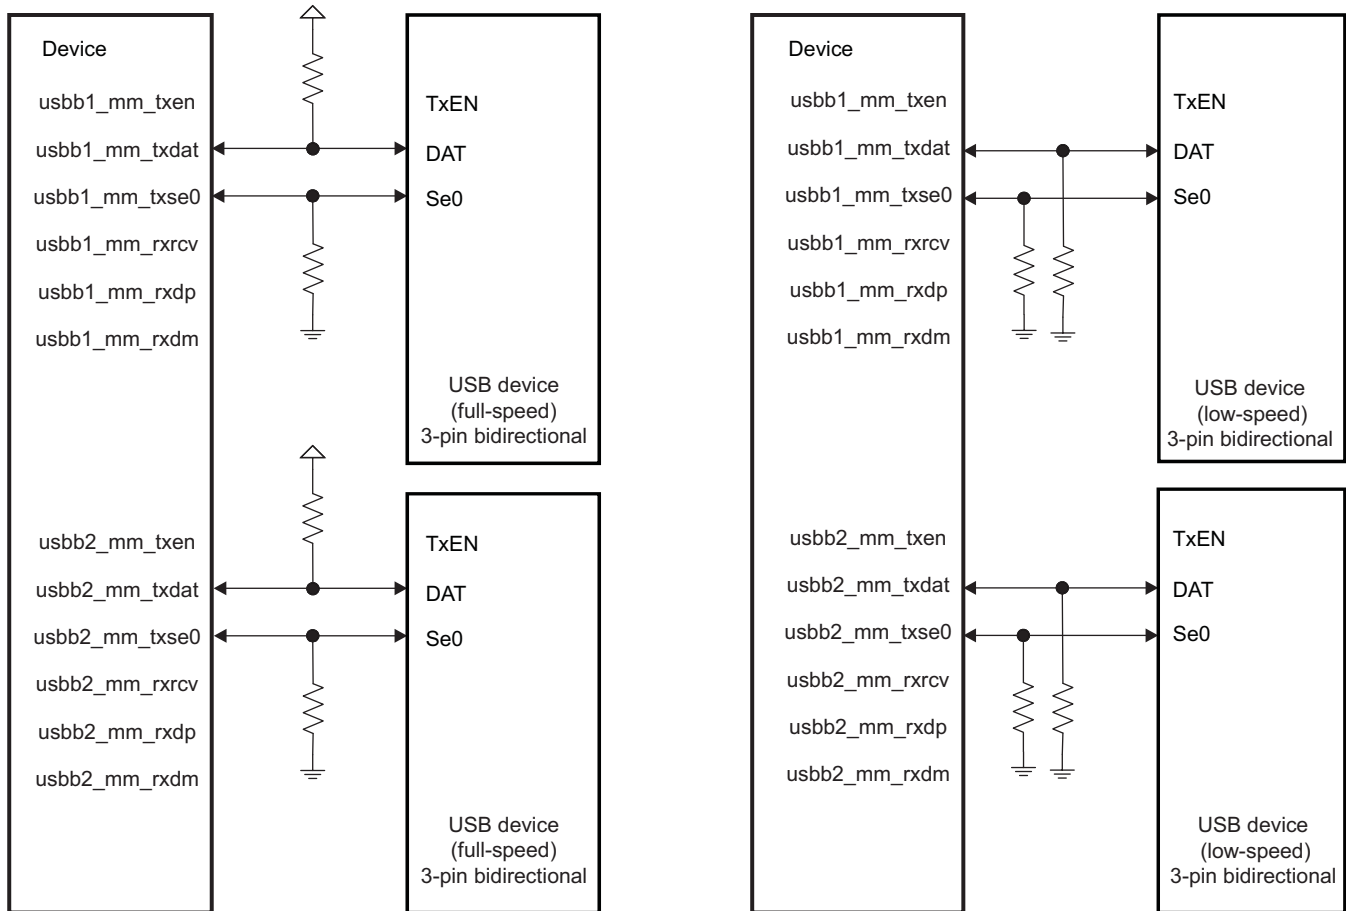 Device
usbb1_mm_txen
usbb1_mm_txdat
usbb1_mm_txse0
usbb1_mm_rxrcv
usbb1_mm_rxdp
usbb1_mm_rxdm
TxEN
DAT
Se0
USB device
(full-speed)
3-pin bidirectional
usbb2_mm_txen
usbb2_mm_txdat
usbb2_mm_txse0
usbb2_mm_rxrcv
usbb2_mm_rxdp
usbb2_mm_rxdm
TxEN
DAT
Se0
USB device
(full-speed)
3-pin bidirectional
Device
usbb1_mm_txen
usbb1_mm_txdat
usbb1_mm_txse0
usbb1_mm_rxrcv
usbb1_mm_rxdp
usbb1_mm_rxdm
TxEN
DAT
Se0
USB device
(low-speed)
3-pin bidirectional
usbb2_mm_txen
usbb2_mm_txdat
usbb2_mm_txse0
usbb2_mm_rxrcv
usbb2_mm_rxdp
usbb2_mm_rxdm
TxEN
DAT
Se0
USB device
(low-speed)
3-pin bidirectional